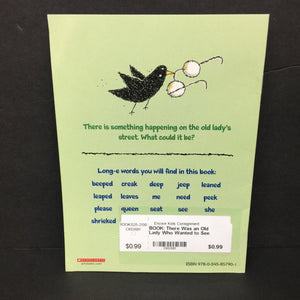 There is something happening on the old lady's
street. What could it be?
Long-e words you will find in this book:
beeped creak deep jeep leaned
leaped leaves me need peek
please queen seat see she
shrieked
Encore Kids Consignment
BOOK: There Was an Old
Lady Who Wanted to See
$0.99
$0.99
SCHOLASTIC
ISBN 978-0-545-85790-1